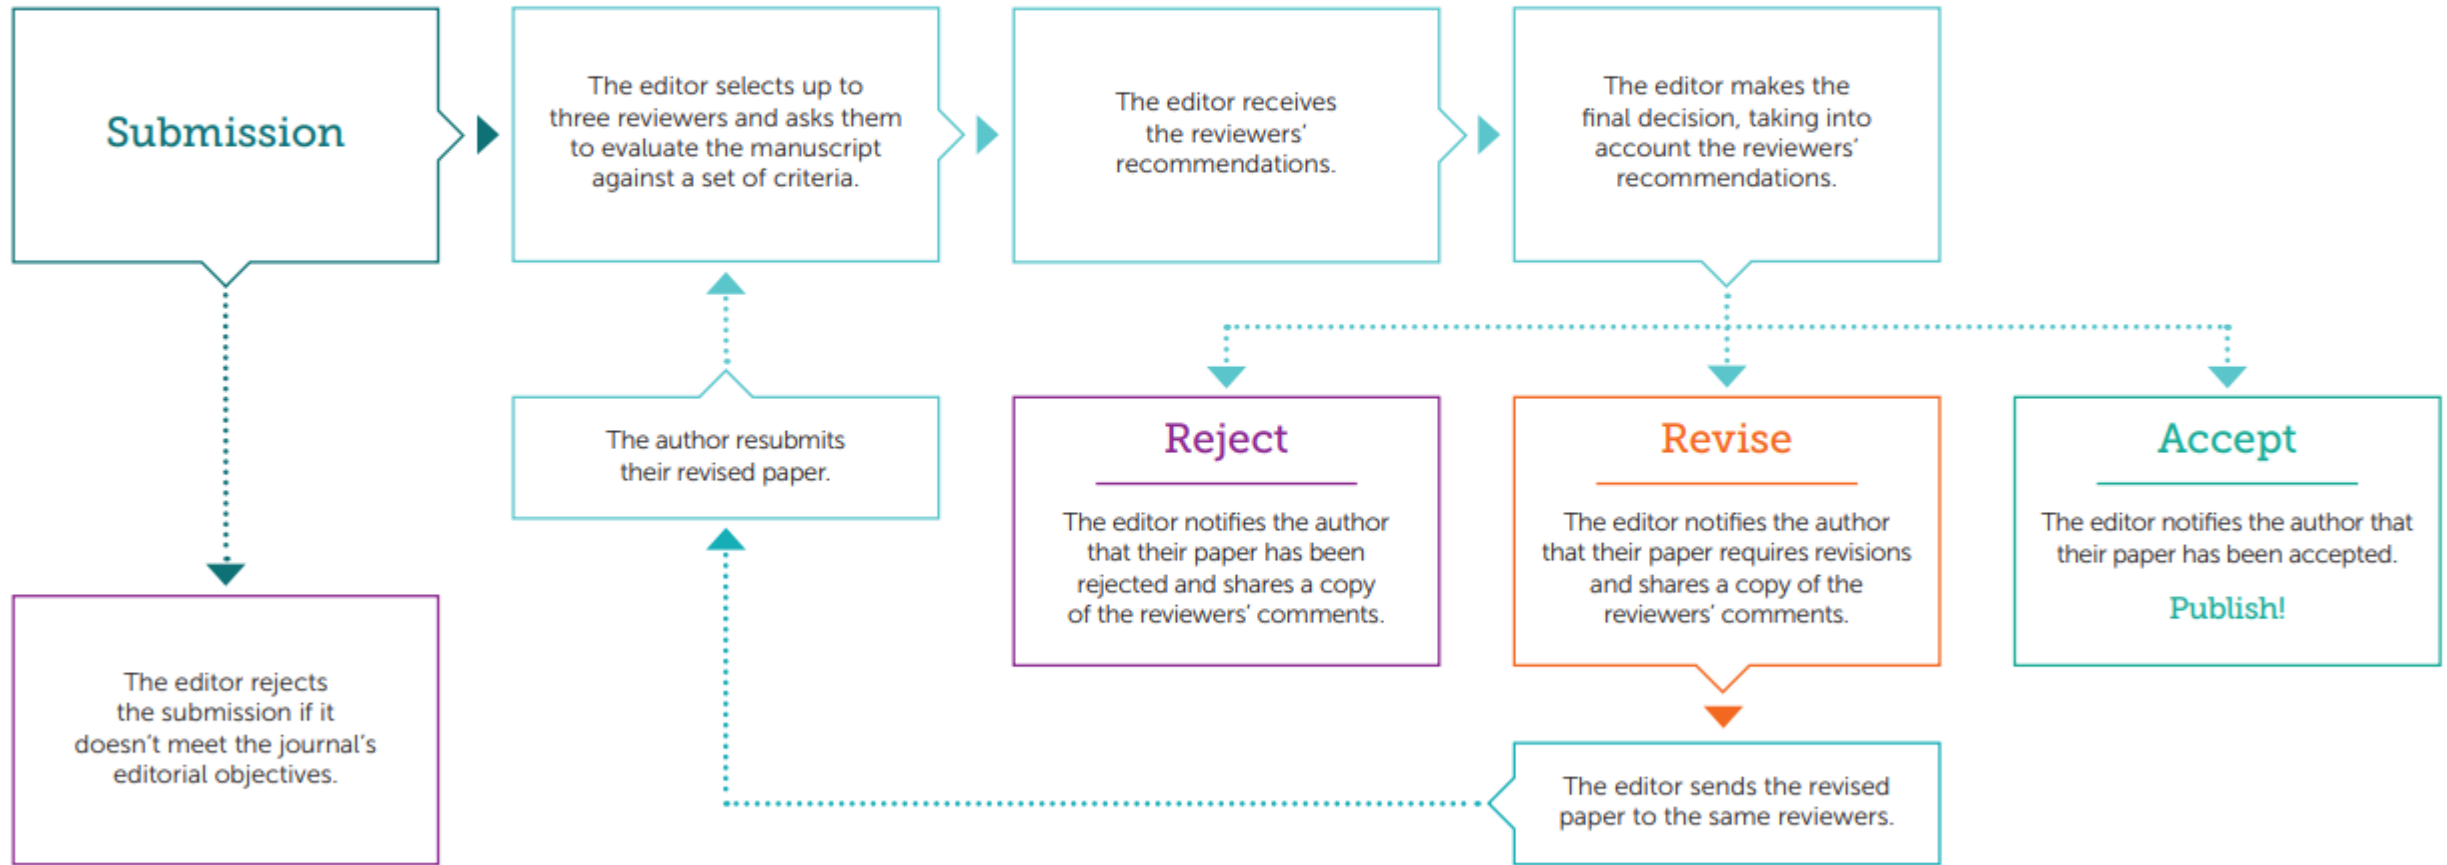 Submission
The editor selects up to
three reviewers and asks them
to evaluate the manuscript
against a set of criteria.
The editor receives
the reviewers’
recommendations.
The editor makes the
final decision, taking into
account the reviewers’
recommendations.
The author resubmits
their revised paper.
Reject
The editor notifies the author
that their paper has been
rejected and shares a copy
of the reviewers’ comments.
Revise
The editor notifies the author
that their paper requires revisions
and shares a copy of the
reviewers’ comments.
Accept
The editor notifies the author that
their paper has been accepted.
Publish!
The editor rejects
the submission if it
doesn’t meet the journal’s
editorial objectives.
The editor sends the revised
paper to the same reviewers.